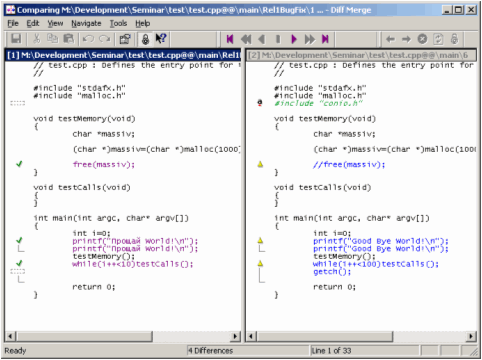 Comparing M:\Development\Seminar\test\test.cpp@@\main\Rel1BugFix\1 ... - Diff Merge
File Edit View Navigate Tools Help
[1] M:\Development\Seminar\test\test.cpp@@\main\Rel1
// test.cpp : Defines the entry point for
//
#include "stdafx.h"
#include "malloc.h"
void testMemory(void)
{
char *massiv;
(char *)massiv=(char*)malloc(1000)
free(massiv);
}
void testCalls(void)
{
}
int main(int argc, char* argv[])
{
int i=0;
printf("Прощай World!\n");
printf("Прощай World!\n");
testMemory();
while(i++<10)testCalls();
return 0;
}
[2] M:\Development\Seminar\test\test.cpp@@\main\6
// test.cpp : Defines the entry point for
//
#include "stdafx.h"
#include "malloc.h"
#include "conio.h"
void testMemory(void)
{
char *massiv;
(char *)massiv=(char*)malloc(100
//free(massiv);
}
void testCalls(void)
{
}
int main(int argc, char* argv[])
{
int i=0;
printf("Good Bye World!\n");
printf("Good Bye World!\n");
testMemory();
while(i++<100)testCalls();
getch();
return 0;
}
Ready
4 Differences
Line 1 of 33